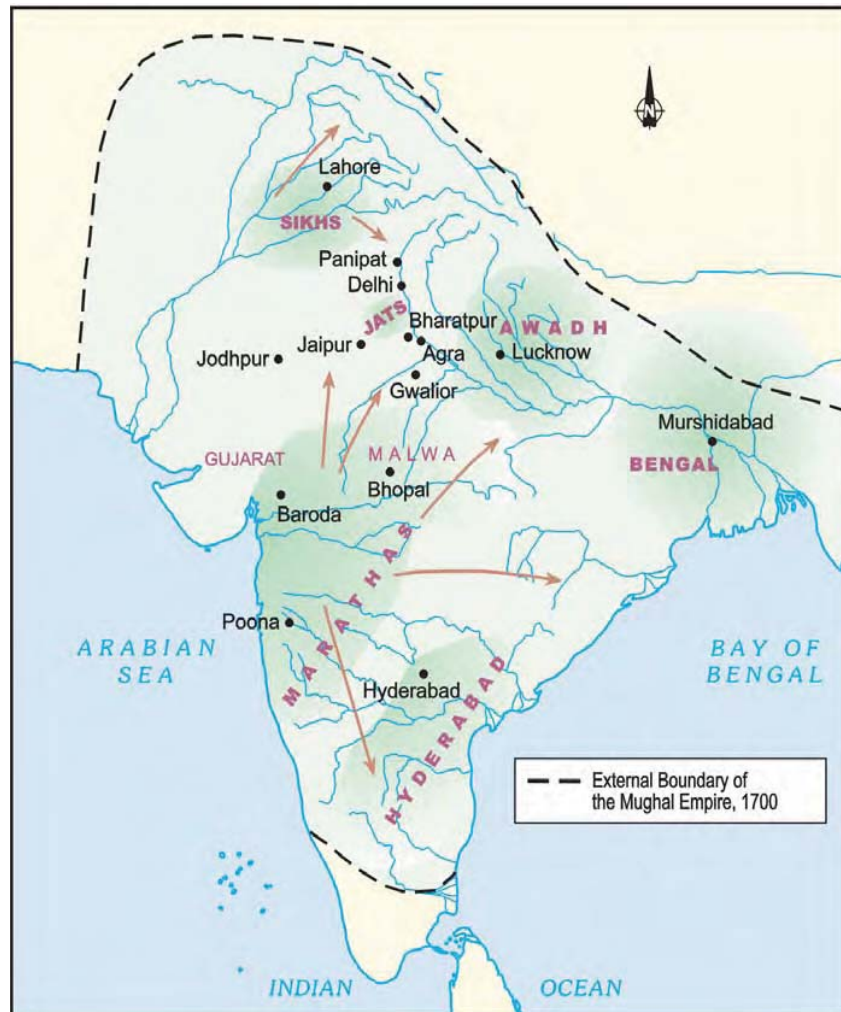 N
Lahore
SIKHS
Panipat
Delhi
JATS
Bharatpur
AWADH
Jaipur
Agra
Lucknow
Jodhpur
Gwalior
Murshidabad
GUJARAT
MALWA
BENGAL
Bhopal
Baroda
MARATHAS
Poona
ARABIAN
SEA
BAY OF
BENGAL
Hyderabad
HYDERABAD
External Boundary of
the Mughal Empire, 1700
INDIAN
OCEAN